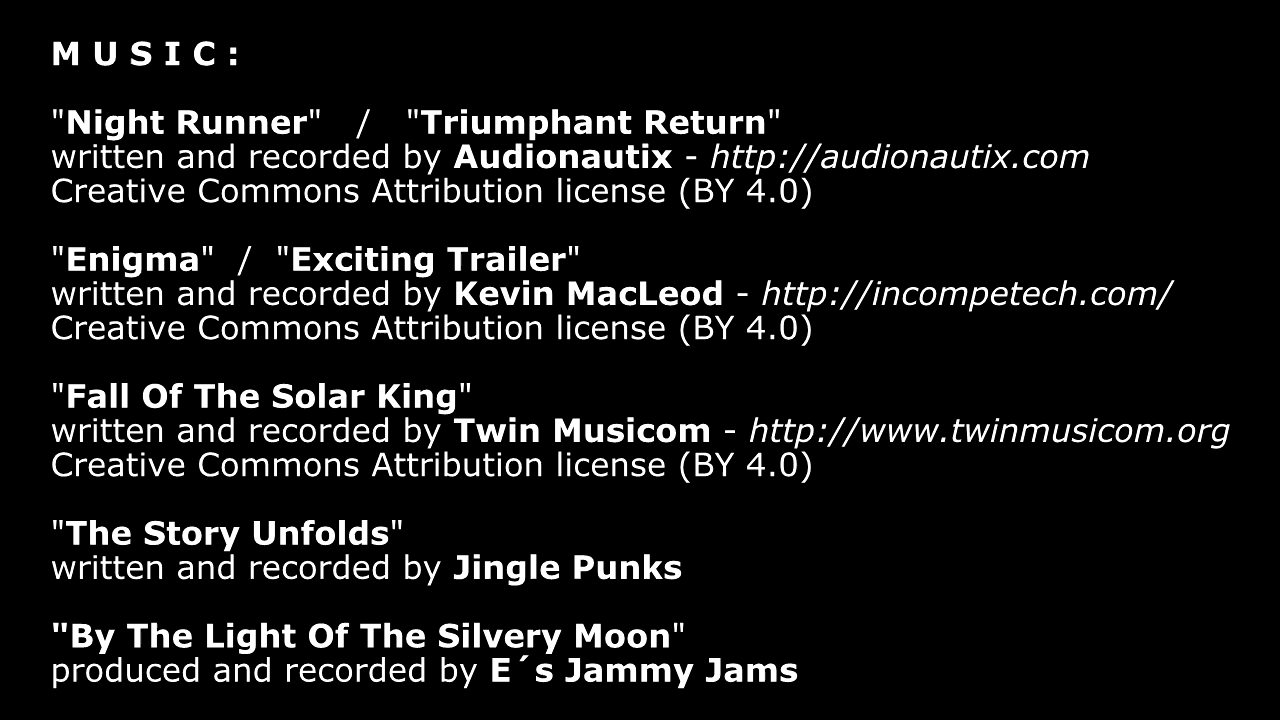 M U S I C :
"Night Runner" / "Triumphant Return"
written and recorded by Audionautix - http://audionautix.com
Creative Commons Attribution license (BY 4.0)
"Enigma" / "Exciting Trailer"
written and recorded by Kevin MacLeod - http://incompetech.com/
Creative Commons Attribution license (BY 4.0)
"Fall Of The Solar King"
written and recorded by Twin Musicom - http://www.twinmusicom.org
Creative Commons Attribution license (BY 4.0)
"The Story Unfolds"
written and recorded by Jingle Punks
"By The Light Of The Silvery Moon"
produced and recorded by E´s Jammy Jams